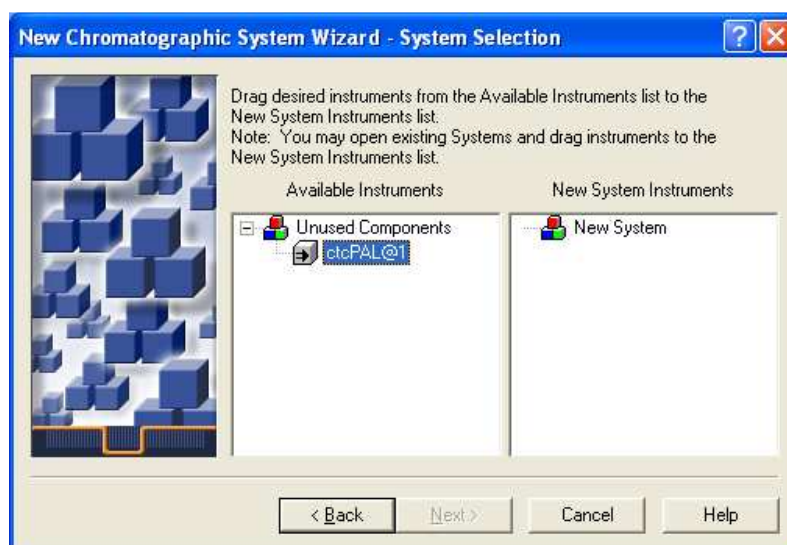 New Chromatographic System Wizard - System Selection
Drag desired instruments from the Available Instruments list to the
New System Instruments list.
Note: You may open existing Systems and drag instruments to the
New System Instruments list.
Available Instruments New System Instruments
Unused Components New System
ctcPAL@1
< Back Next > Cancel Help